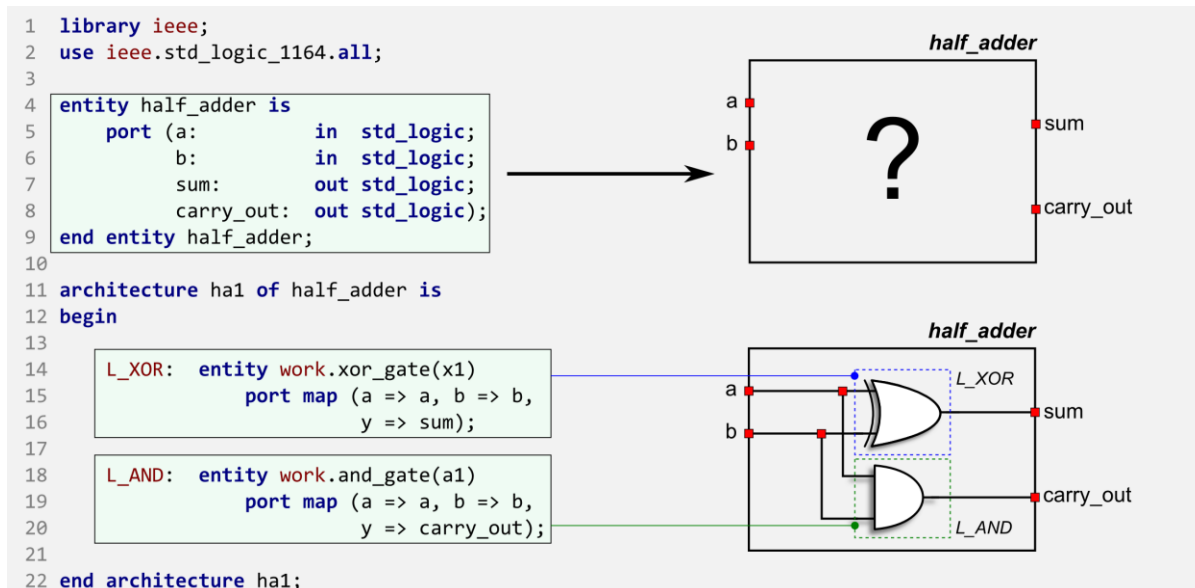 1 library ieee;
2 use ieee.std_logic_1164.all;
3
4 entity half_adder is
5 port (a: in std_logic;
6 b: in std_logic;
7 sum: out std_logic;
8 carry_out: out std_logic);
9 end entity half_adder;
10
11 architecture ha1 of half_adder is
12 begin
13
14 L_XOR: entity work.xor_gate(x1)
15 port map (a => a, b => b,
16 y => sum);
17
18 L_AND: entity work.and_gate(a1)
19 port map (a => a, b => b,
20 y => carry_out);
21
22 end architecture ha1;
half_adder
a
b
?
sum
carry_out
half_adder
a
b
L_XOR
sum
carry_out
L_AND